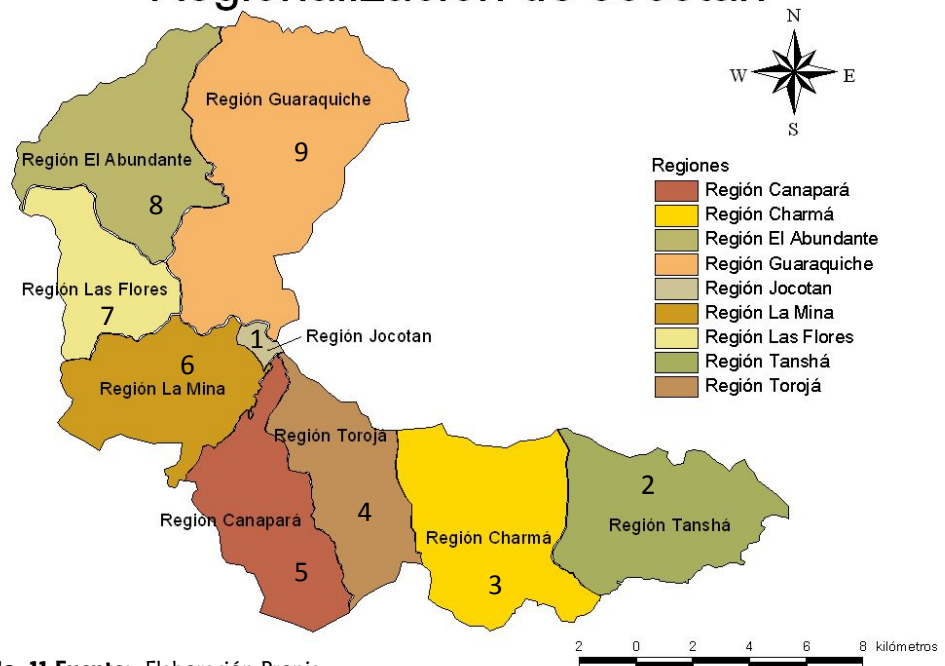 Regionalización de Jocotán
N
W E
S
Región Guaraquiche
9
Región El Abundante
8
Región Las Flores
7
1
Región Jocotan
6
Región La Mina
Región Torojá
4
Región Canapará
5
Región Charmá
3
2
Región Tanshá
Regiones
Región Canapará
Región Charmá
Región El Abundante
Región Guaraquiche
Región Jocotan
Región La Mina
Región Las Flores
Región Tanshá
Región Torojá
2 0 2 4 6 8 kilómetros
11 Fuente: Elaboración Propia